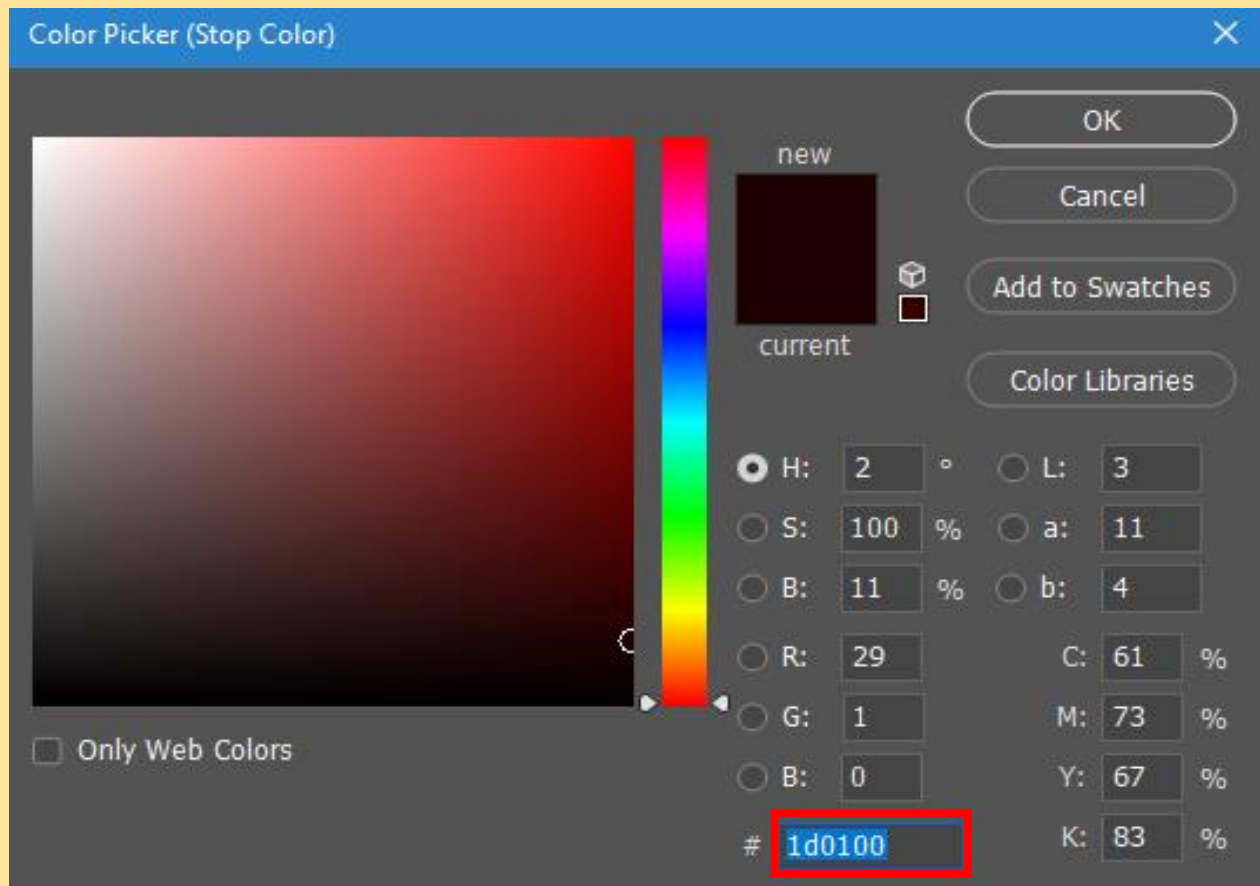 Color Picker (Stop Color)
OK
new
Cancel
Add to Swatches
current
Color Libraries
H: 2 ° L: 3
S: 100 % a: 11
B: 11 % b: 4
R: 29 C: 61 %
G: 1 M: 73 %
Only Web Colors
B: 0 Y: 67 %
# 1d0100 K: 83 %